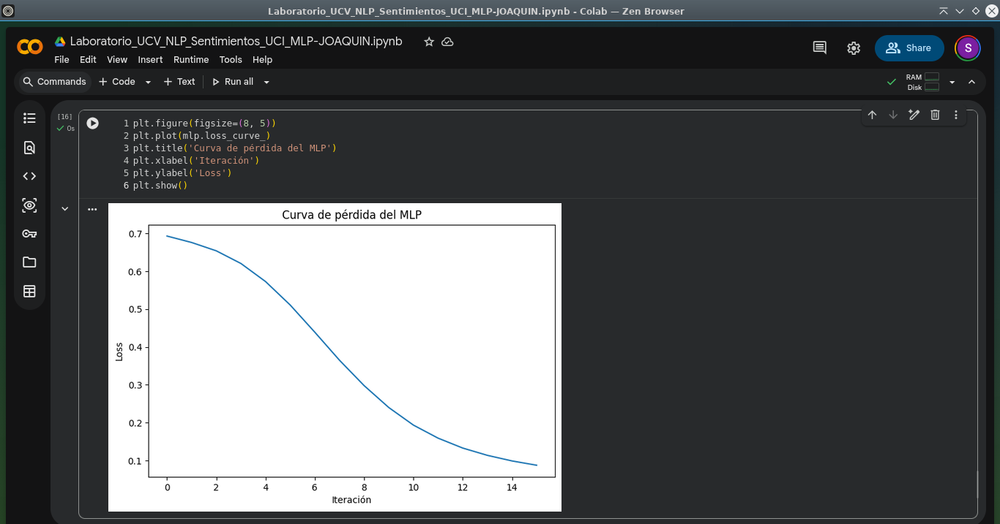 Laboratorio_UCV_NLP_Sentimientos_UCI_MLP-JOAQUIN.ipynb - Colab — Zen Browser
Laboratorio_UCV_NLP_Sentimientos_UCI_MLP-JOAQUIN.ipynb
File Edit View Insert Runtime Tools Help
Share
S
Commands + Code + Text Run all
RAM
Disk
[16]
0s
1 plt.figure(figsize=(8, 5))
2 plt.plot(mlp.loss_curve_)
3 plt.title('Curva de pérdida del MLP')
4 plt.xlabel('Iteración')
5 plt.ylabel('Loss')
6 plt.show()
Curva de pérdida del MLP
0.7
0.6
0.5
0.4
0.3
0.2
0.1
Loss
0 2 4 6 8 10 12 14
Iteración